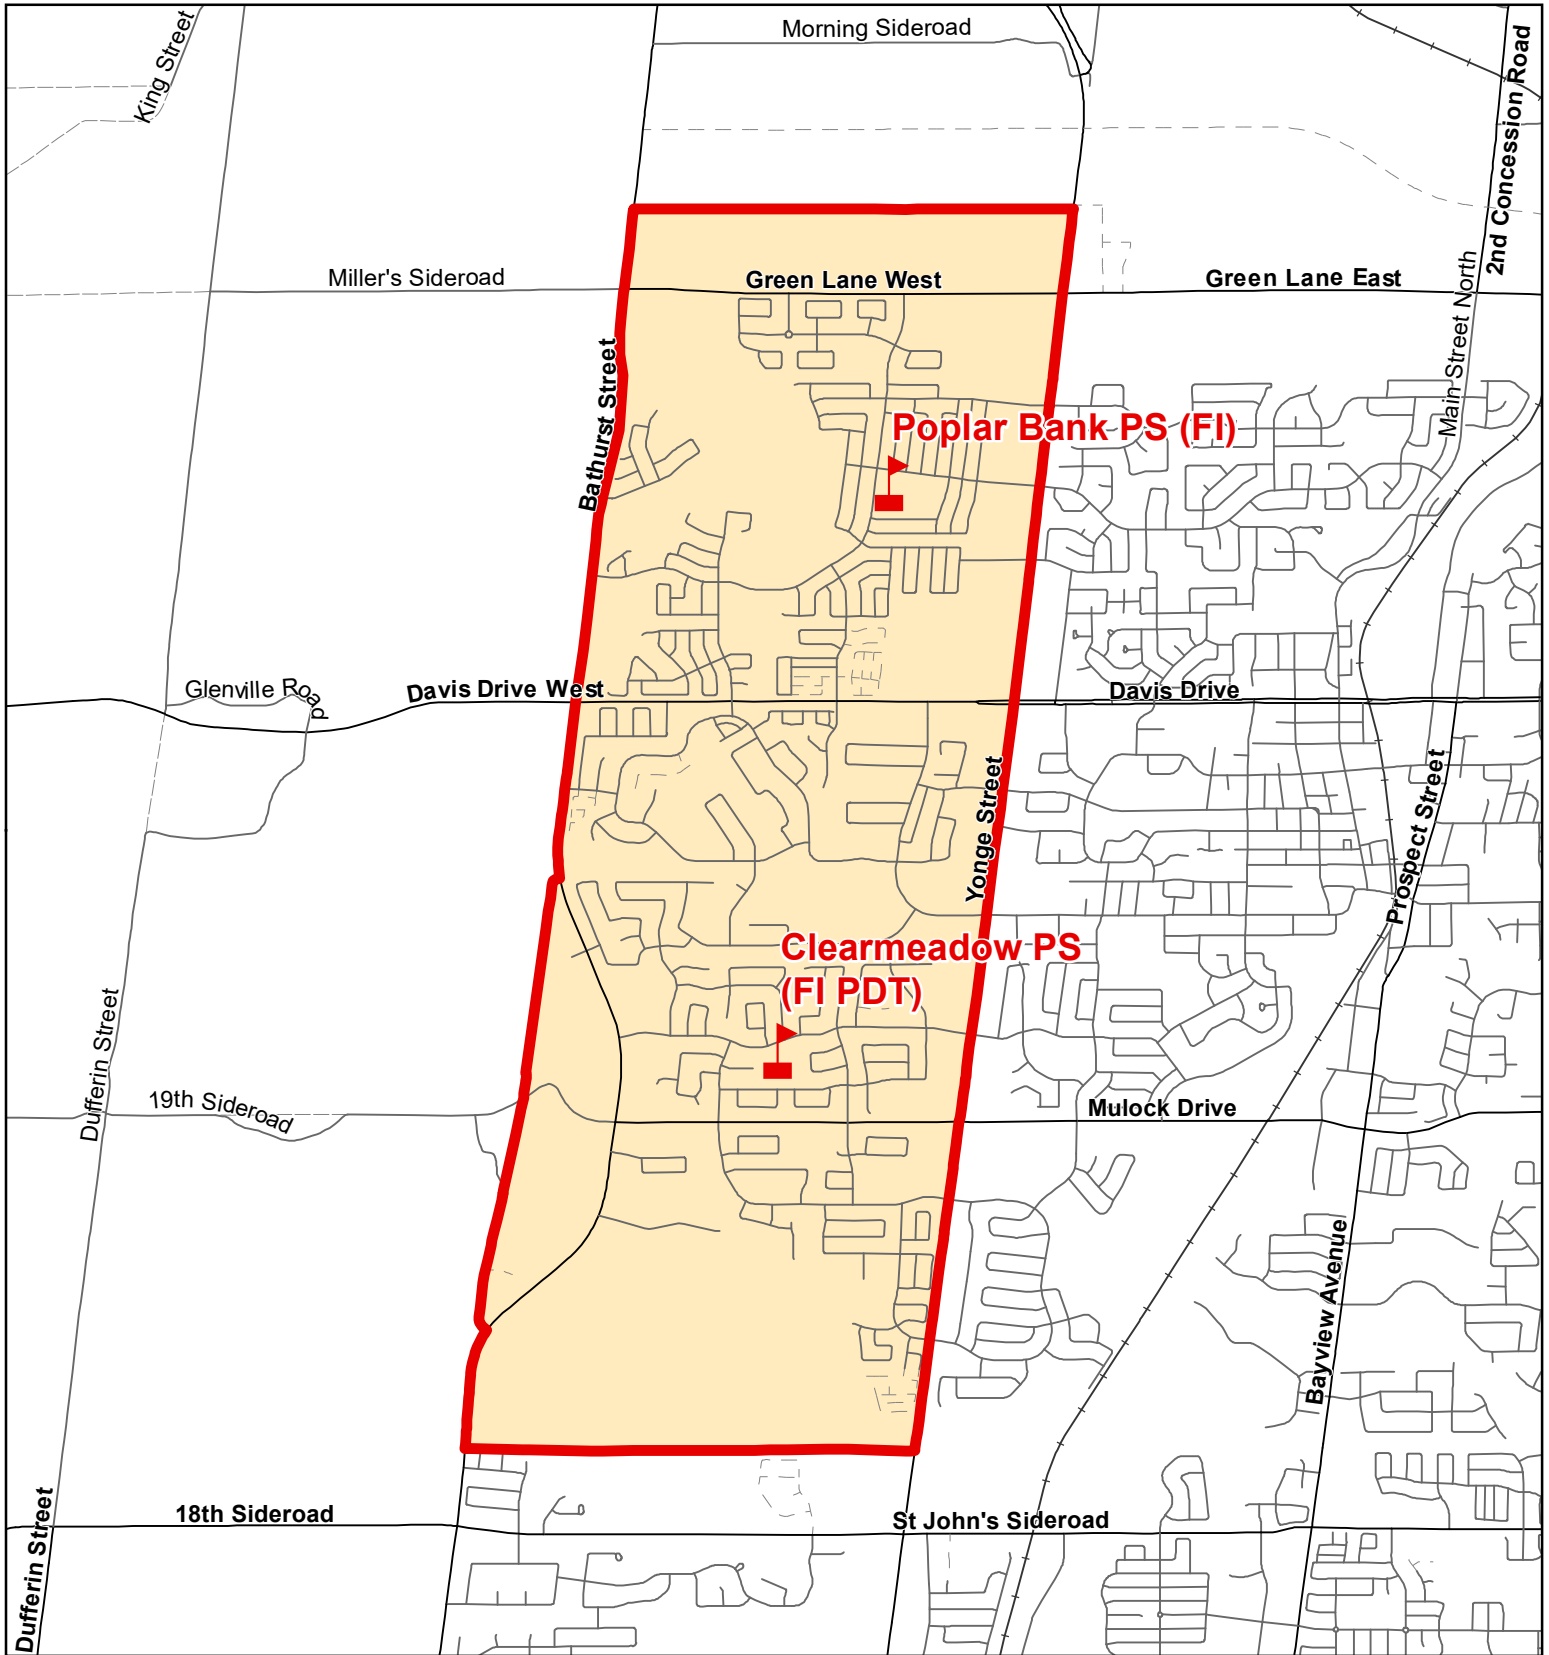 Morning Sideroad
King Street
2nd Concession Road
Miller's Sideroad
Green Lane West
Green Lane East
Main Street North
Bathurst Street
Poplar Bank PS (FI)
Glenville Road
Davis Drive West
Davis Drive
Yonge Street
Prospect Street
Clearmeadow PS
(FI PDT)
Dufferin Street
19th Sideroad
Mulock Drive
Bayview Avenue
18th Sideroad
St John's Sideroad
Dufferin Street